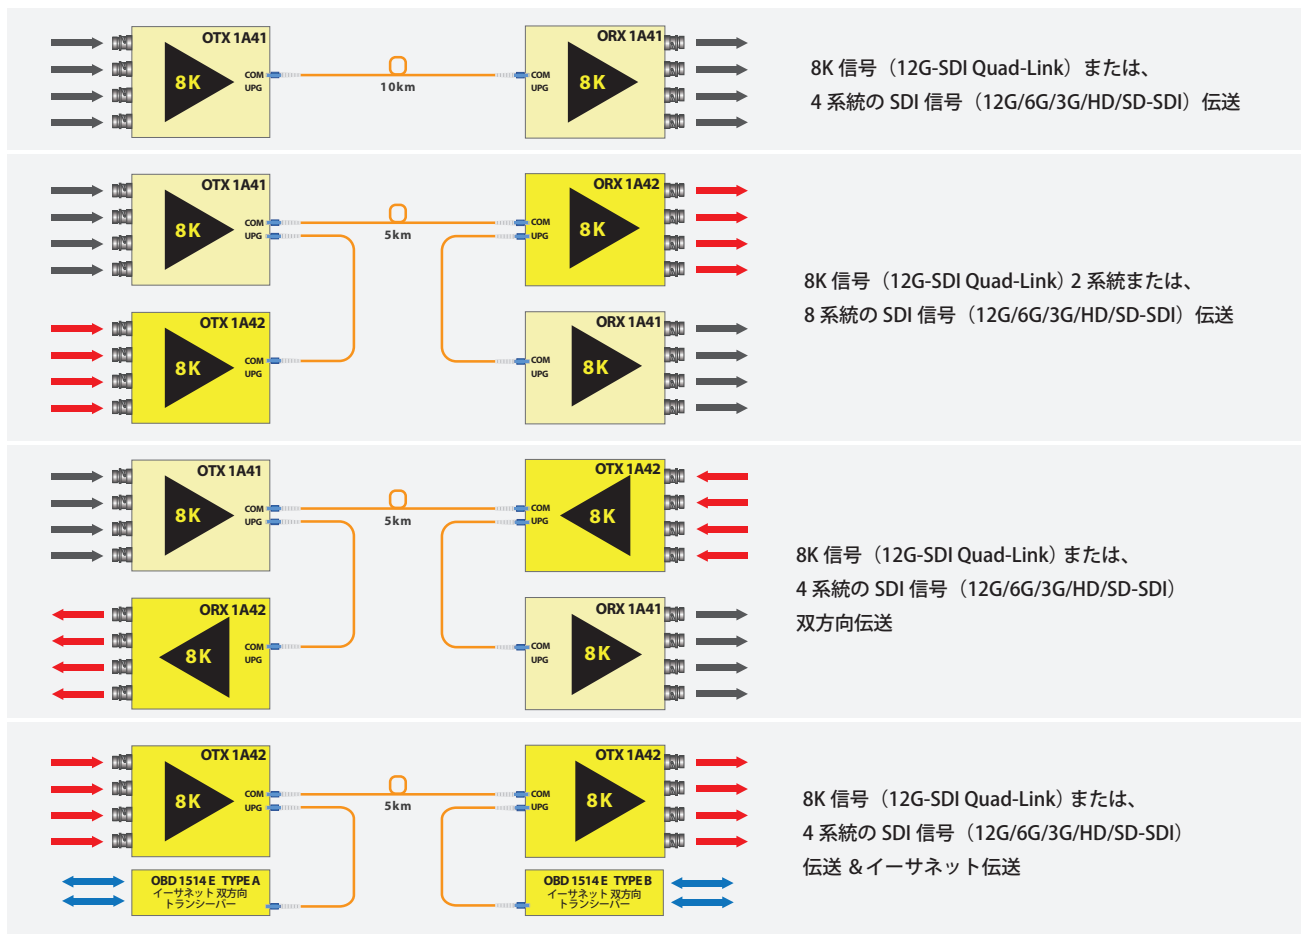 OTX 1A41
8K
COM
UPG
10km
ORX 1A41
8K
COM
UPG
8K 信号（12G-SDI Quad-Link）または、
4 系統の SDI 信号（12G/6G/3G/HD/SD-SDI）伝送
OTX 1A41
8K
COM
UPG
5km
ORX 1A42
8K
COM
UPG
OTX 1A42
8K
COM
UPG
ORX 1A41
8K
COM
UPG
8K 信号（12G-SDI Quad-Link）2 系統または、
8 系統の SDI 信号（12G/6G/3G/HD/SD-SDI）伝送
OTX 1A41
8K
COM
UPG
5km
OTX 1A42
8K
COM
UPG
ORX 1A42
8K
COM
UPG
ORX 1A41
8K
COM
UPG
8K 信号（12G-SDI Quad-Link）または、
4 系統の SDI 信号（12G/6G/3G/HD/SD-SDI）
双方向伝送
OTX 1A42
8K
COM
UPG
5km
OTX 1A42
8K
COM
UPG
OBD 1514 E TYPE A
イーサネット 双方向
トランシーバー
OBD 1514 E TYPE B
イーサネット 双方向
トランシーバー
8K 信号（12G-SDI Quad-Link）または、
4 系統の SDI 信号（12G/6G/3G/HD/SD-SDI）
伝送 ＆イーサネット伝送